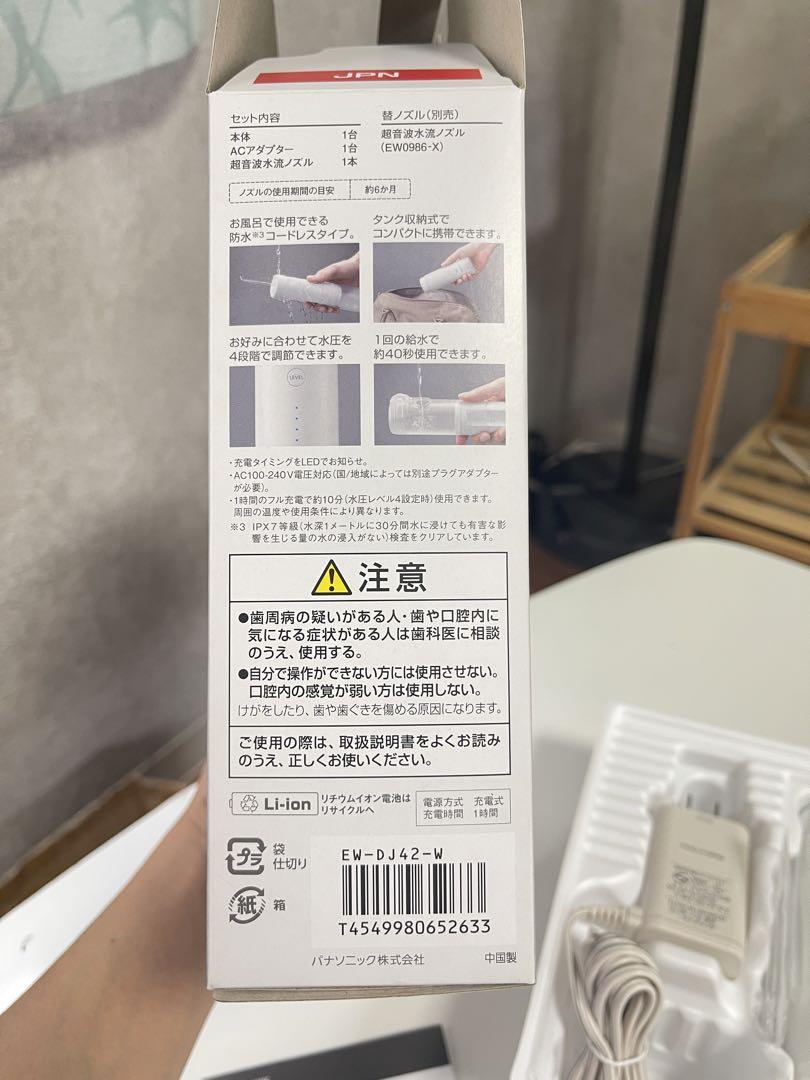 JPN
セット内容
本体 1台
ACアダプター 1台
超音波水流ノズル 1本
替ノズル(別売)
超音波水流ノズル
(EW0986-X)
ノズルの使用期間の目安 約6か月
お風呂で使用できる
防水※3コードレスタイプ。
タンク収納式で
コンパクトに携帯できます。
お好みに合わせて水圧を
4段階で調節できます。
1回の給水で
約40秒使用できます。
LEVEL
・充電タイミングをLEDでお知らせ。
・AC100-240V電圧対応(国/地域によっては別途プラグアダプター
が必要)。
・1時間のフル充電で約10分(水圧レベル4設定時)使用できます。
周囲の温度や使用条件により異なります。
※3 IPX7等級(水深1メートルに30分間水に浸けても有害な影
響を生じる量の水の浸入がない)検査をクリアしています。
注意
●歯周病の疑いがある人・歯や口腔内に
気になる症状がある人は歯科医に相談
のうえ、使用する。
●自分で操作ができない方には使用させない。
口腔内の感覚が弱い方は使用しない。
けがをしたり、歯や歯ぐきを傷める原因になります。
ご使用の際は、取扱説明書をよくお読み
のうえ、正しくお使いください。
Li-ion
リチウムイオン電池は
リサイクルへ
電源方式 充電式
充電時間 1時間
プラ
袋
仕切り
紙
箱
EW-DJ42-W
T4549980652633
パナソニック株式会社
中国製